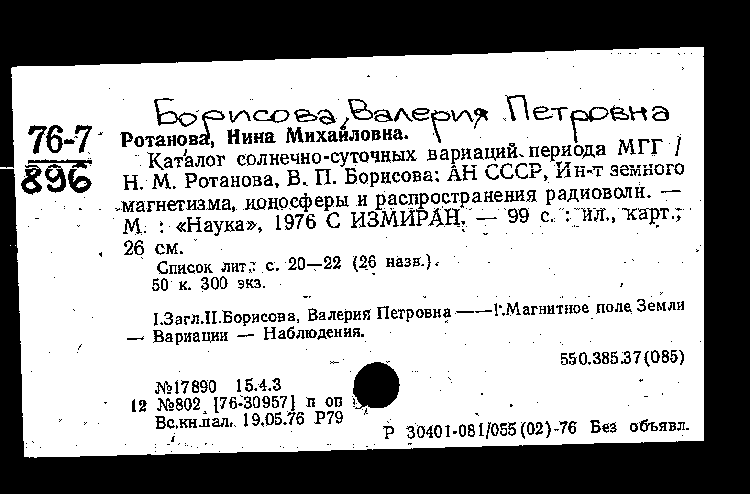 Борисова, Валерия Петровна
76-7
896
Ротанова, Нина Михайловна.
Каталог солнечно-суточных вариаций периода МГГ /
Н. М. Ротанова, В. П. Борисова; АН СССР, Ин-т земного
магнетизма, ионосферы и распространения радиоволн. —
М. : «Наука», 1976 С ИЗМИРАН. — 99 с. : ил., карт.;
26 см.
Список лит.: с. 20—22 (26 назв.).
50 к. 300 экз.
I.Загл.II.Борисова, Валерия Петровна — —1.Магнитное поле Земли
— Вариации — Наблюдения.
550.385.37(085)
№17890 15.4.3
12 №802 [76-30957] п оп
Вс.кн.пал. 19.05.76 Р79
Р 30401-081/055(02)-76 Без объявл.